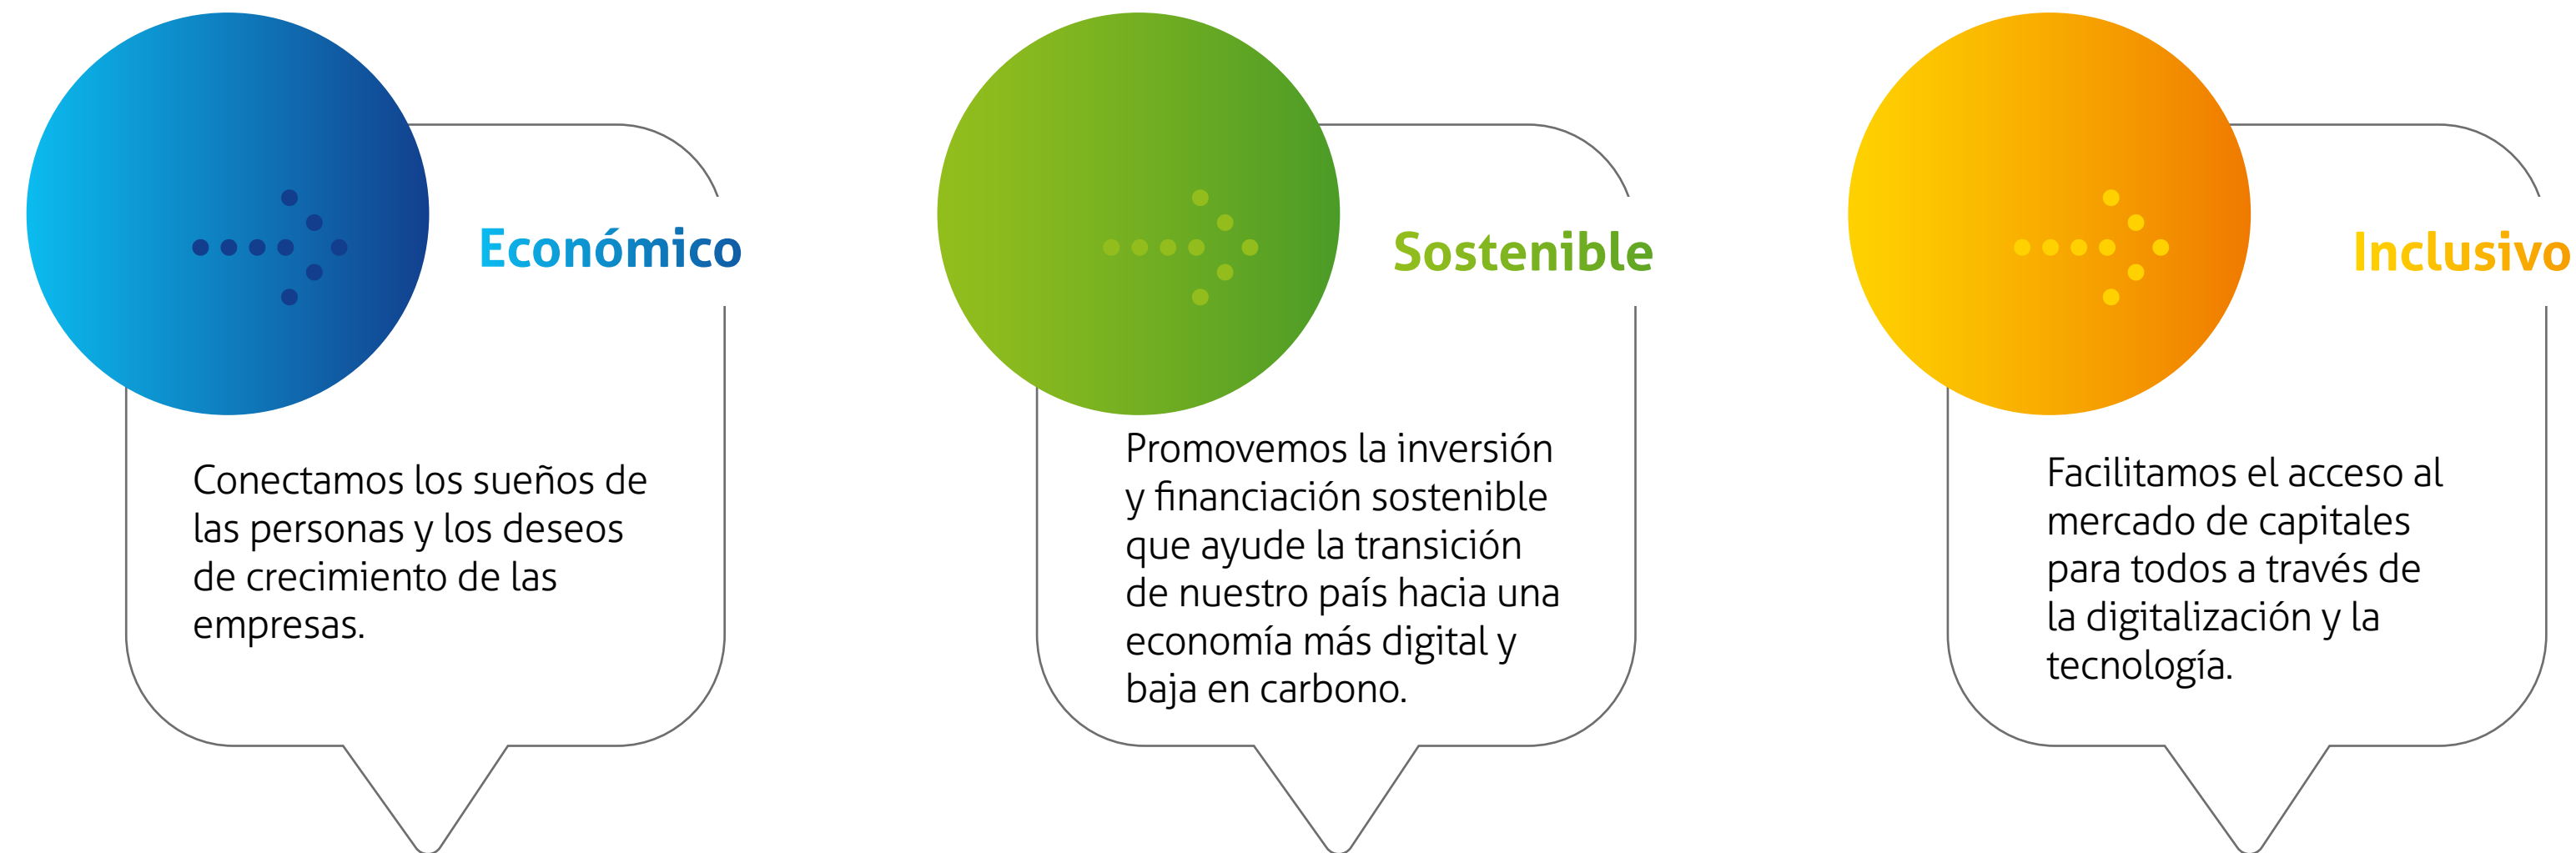 Económico
Conectamos los sueños de
las personas y los deseos
de crecimiento de las
empresas.
Sostenible
Promovemos la inversión
y financiación sostenible
que ayude la transición
de nuestro país hacia una
economía más digital y
baja en carbono.
Inclusivo
Facilitamos el acceso al
mercado de capitales
para todos a través de
la digitalización y la
tecnología.